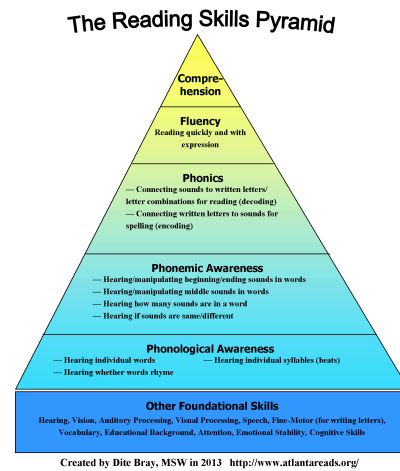 The Reading Skills Pyramid
Compre-
hension
Fluency
Reading quickly and with
expression
Phonics
— Connecting sounds to written letters/
letter combinations for reading (decoding)
— Connecting written letters to sounds for
spelling (encoding)
Phonemic Awareness
— Hearing/manipulating beginning/ending sounds in words
— Hearing/manipulating middle sounds in words
— Hearing how many sounds are in a word
— Hearing if sounds are same/different
Phonological Awareness
— Hearing individual words — Hearing individual syllables (beats)
— Hearing whether words rhyme
Other Foundational Skills
Hearing, Vision, Auditory Processing, Visual Processing, Speech, Fine-Motor (for writing letters),
Vocabulary, Educational Background, Attention, Emotional Stability, Cognitive Skills
Created by Dite Bray, MSW in 2013 http://www.atlantareads.org/